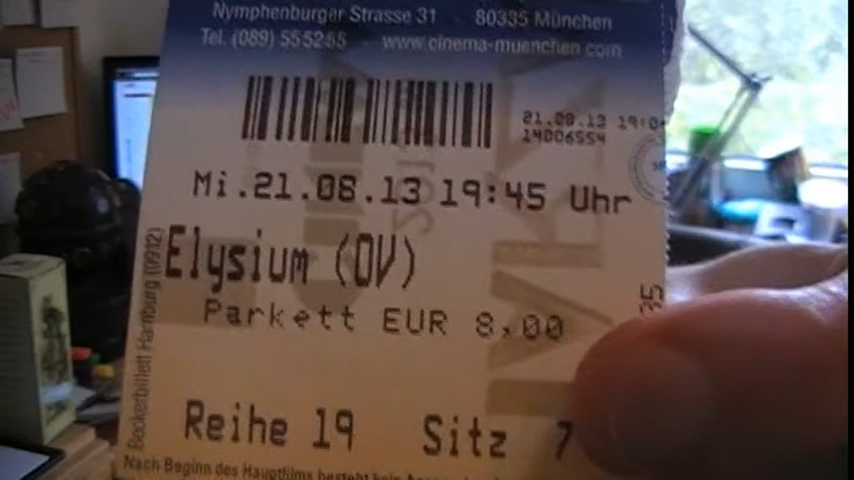 Nymphenburger Strasse 31 80335 München
Tel. (089) 555255 - www.cinema-muenchen.com
21.08.13 19:0
14006554
Mi.21.08.13 19:45 Uhr
Elysium (OV)
Parkett EUR 8,00
Reihe 19 Sitz 7
Nach Beginn des Hauptfilms besteht kein
Beckerbillett Hamburg (0912)